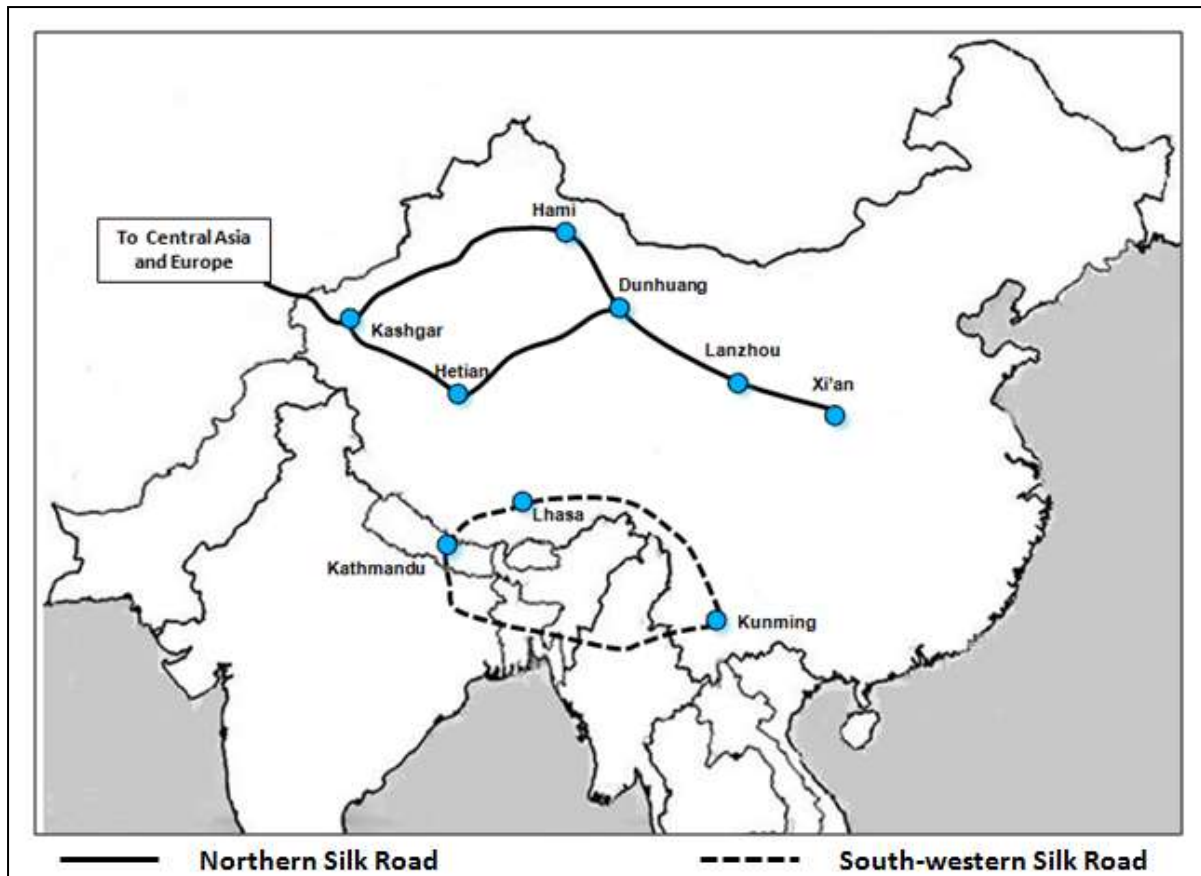 Hami
To Central Asia
and Europe
Dunhuang
Kashgar
Lanzhou
Hetian
Xi'an
Lhasa
Kathmandu
Kunming
Northern Silk Road
South-western Silk Road